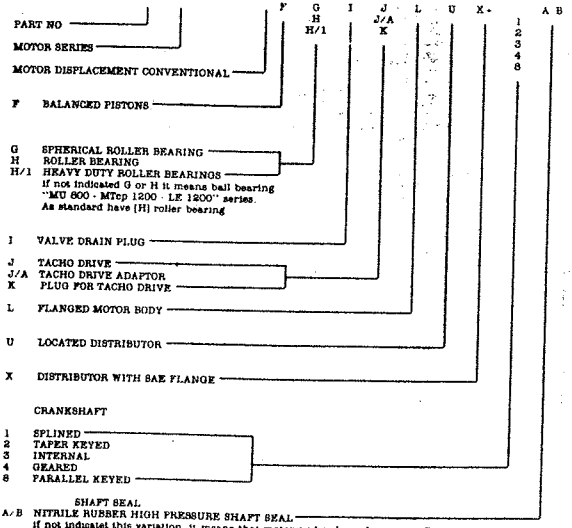 F G I J L U X- A B
H J/A 1
H/1 K 2
PART NO 3
MOTOR SERIES 4
8
MOTOR DISPLACEMENT CONVENTIONAL
F BALANCED PISTONS
G SPHERICAL ROLLER BEARING
H ROLLER BEARING
H/1 HEAVY DUTY ROLLER BEARINGS
if not indicated G or H it means ball bearing
"MU 800 - MTcp 1200 - LE 1200" series.
As standard have [H] roller bearing
I VALVE DRAIN PLUG
J TACHO DRIVE
J/A TACHO DRIVE ADAPTOR
K PLUG FOR TACHO DRIVE
L FLANGED MOTOR BODY
U LOCATED DISTRIBUTOR
X DISTRIBUTOR WITH SAE FLANGE
CRANKSHAFT
1 SPLINED
2 TAPER KEYED
3 INTERNAL
4 GEARED
8 PARALLEL KEYED
SHAFT SEAL
A/B NITRILE RUBBER HIGH PRESSURE SHAFT SEAL
if not indicatet this variation, it means that motor